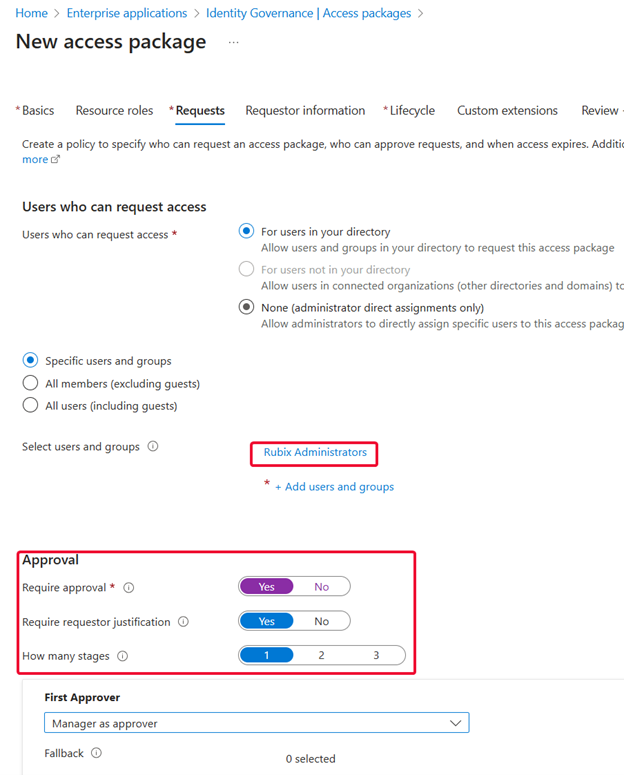 Home > Enterprise applications > Identity Governance | Access packages >
New access package ...
* Basics Resource roles * Requests Requestor information * Lifecycle Custom extensions Review
Create a policy to specify who can request an access package, who can approve requests, and when access expires. Additio
more
Users who can request access
Users who can request access *
For users in your directory
Allow users and groups in your directory to request this access package
For users not in your directory
Allow users in connected organizations (other directories and domains) to
None (administrator direct assignments only)
Allow administrators to directly assign specific users to this access packag
Specific users and groups
All members (excluding guests)
All users (including guests)
Select users and groups
Rubix Administrators
* + Add users and groups
Approval
Require approval * Yes No
Require requestor justification Yes No
How many stages 1 2 3
First Approver
Manager as approver
Fallback 0 selected